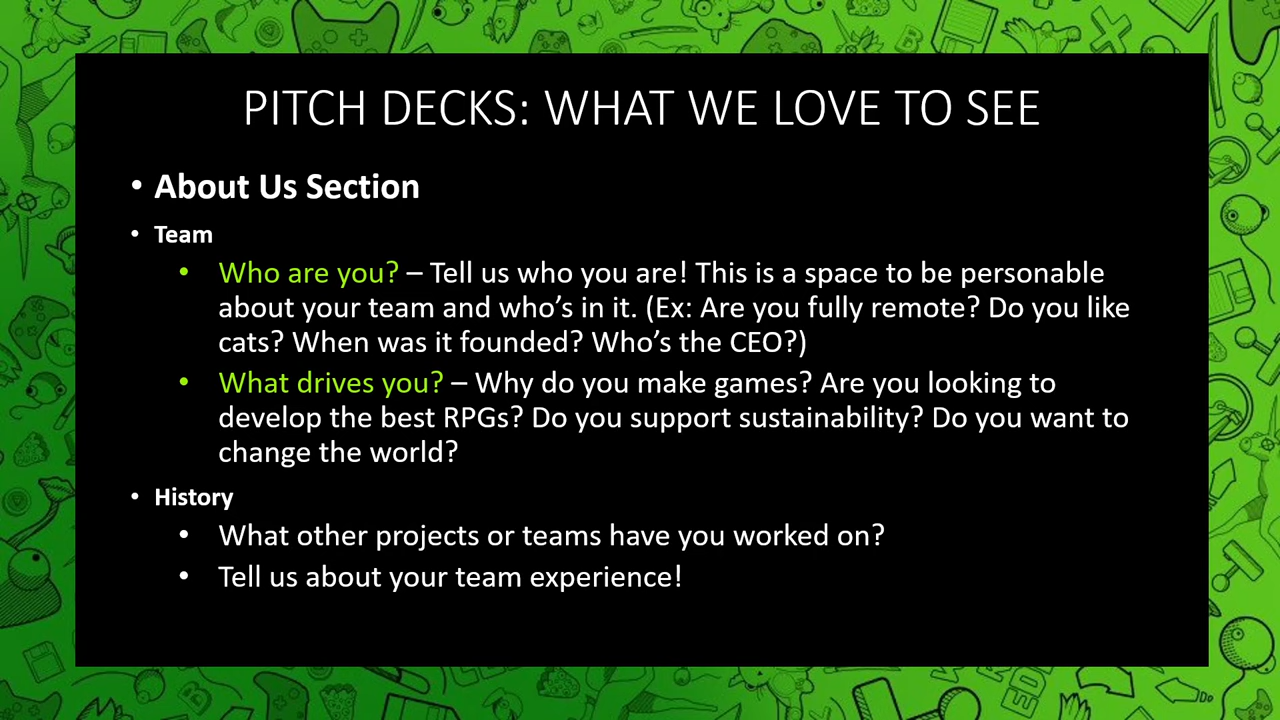 PITCH DECKS: WHAT WE LOVE TO SEE
• About Us Section
• Team
• Who are you? – Tell us who you are! This is a space to be personable
about your team and who's in it. (Ex: Are you fully remote? Do you like
cats? When was it founded? Who's the CEO?)
• What drives you? – Why do you make games? Are you looking to
develop the best RPGs? Do you support sustainability? Do you want to
change the world?
• History
• What other projects or teams have you worked on?
• Tell us about your team experience!